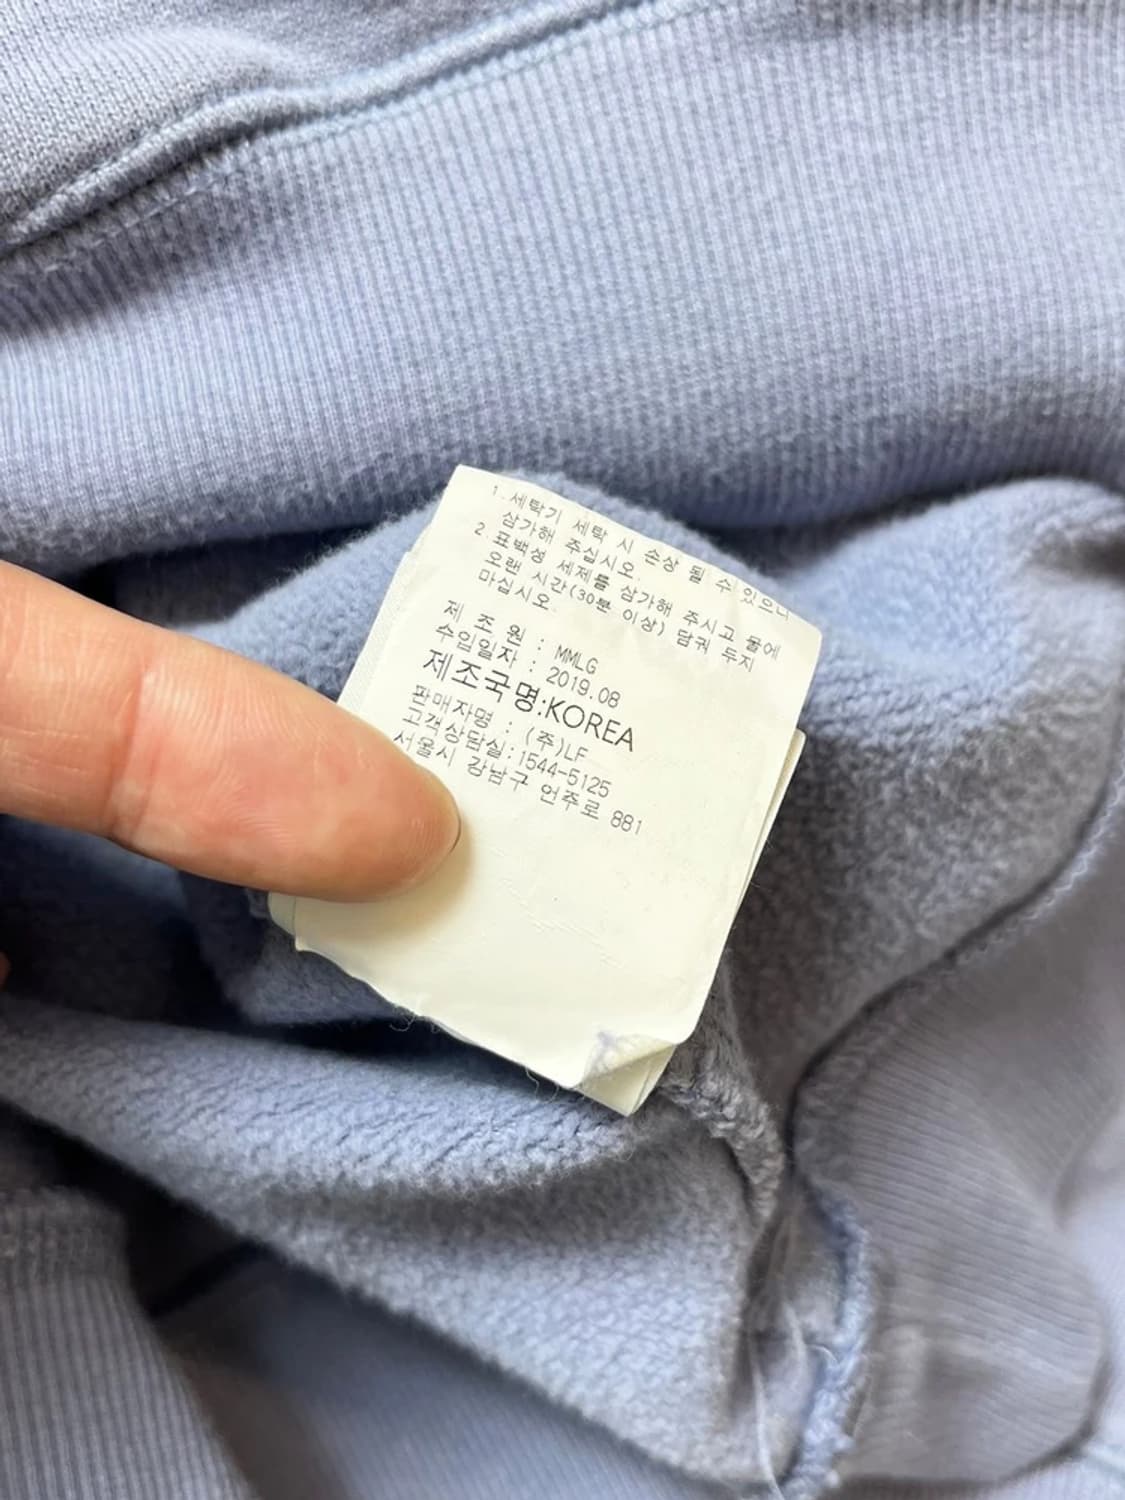 1.세탁기 세탁 시 손상 될 수 있으니
삼가해 주십시오.
2.표백성 세제를 삼가해 주시고 물에
오랜 시간(30분 이상) 담궈 두지
마십시오.
제 조 원 : MMLG
수입일자 : 2019.08
제조국명:KOREA
판매자명 : (주)LF
고객상담실:1544-5125
서울시 강남구 언주로 881